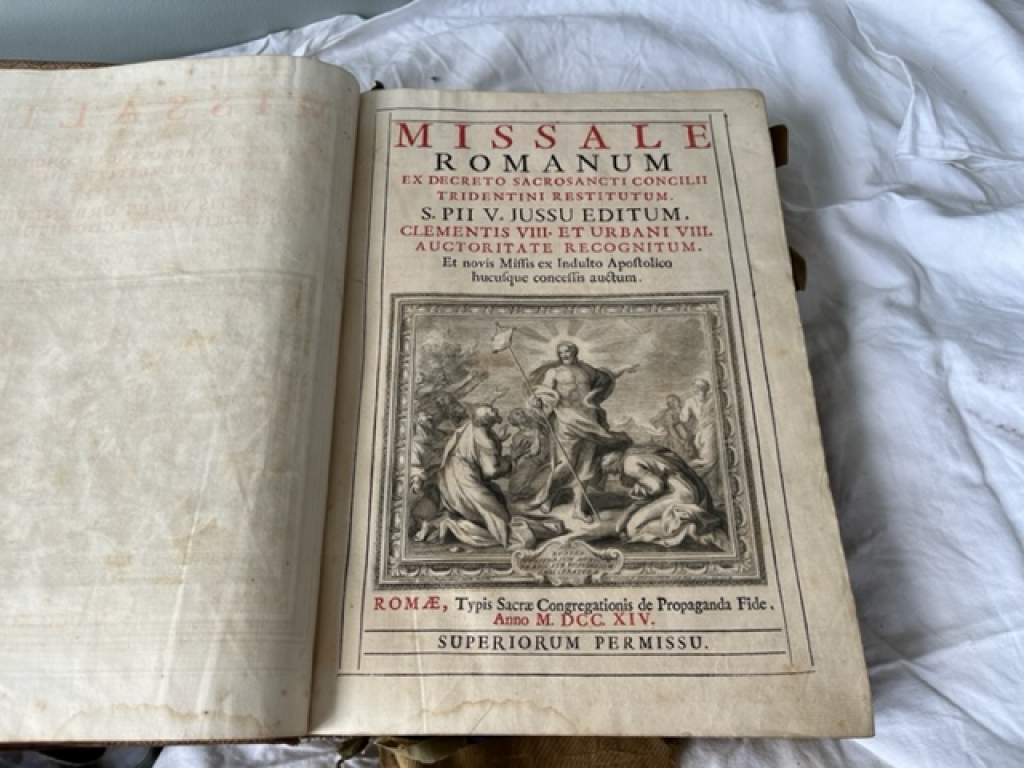 MISSALE
ROMANUM
EX DECRETO SACROSANCTI CONCILII
TRIDENTINI RESTITUTUM.
S. PII V. JUSSU EDITUM.
CLEMENTIS VIII. ET URBANI VIII.
AUCTORITATE RECOGNITUM.
Et novis Miſſis ex Indulto Apoſtolico
hucuſque conceſſis auctum.
ROMÆ, Typis Sacræ Congregationis de Propaganda Fide.
Anno M. DCC. XIV.
SUPERIORUM PERMISSU.